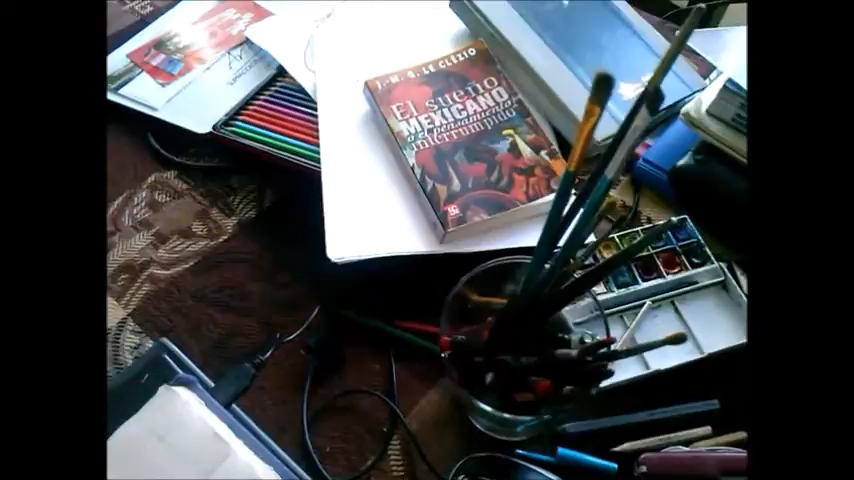 J.-M. G. LE CLÉZIO
El sueño
MEXICANO
o el pensamiento
interrumpido